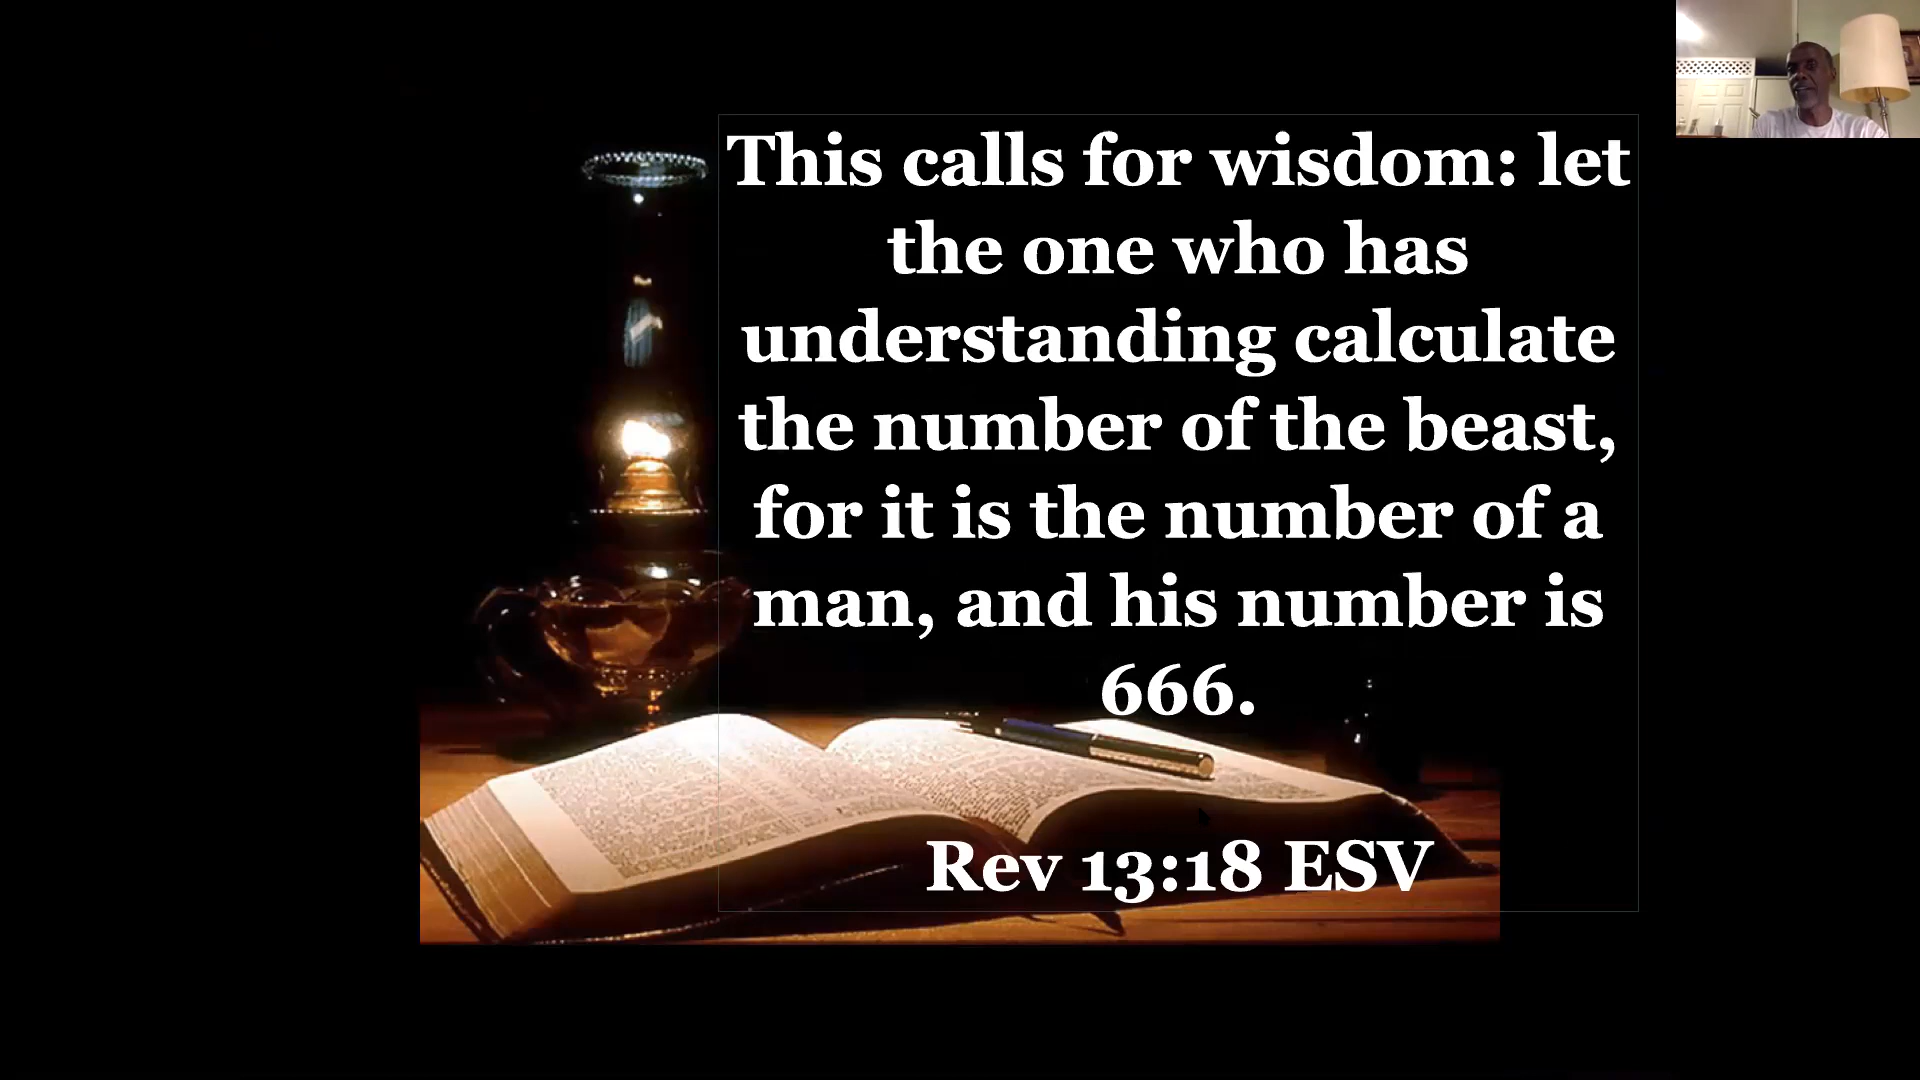 This calls for wisdom: let
the one who has
understanding calculate
the number of the beast,
for it is the number of a
man, and his number is
666.
Rev 13:18 ESV